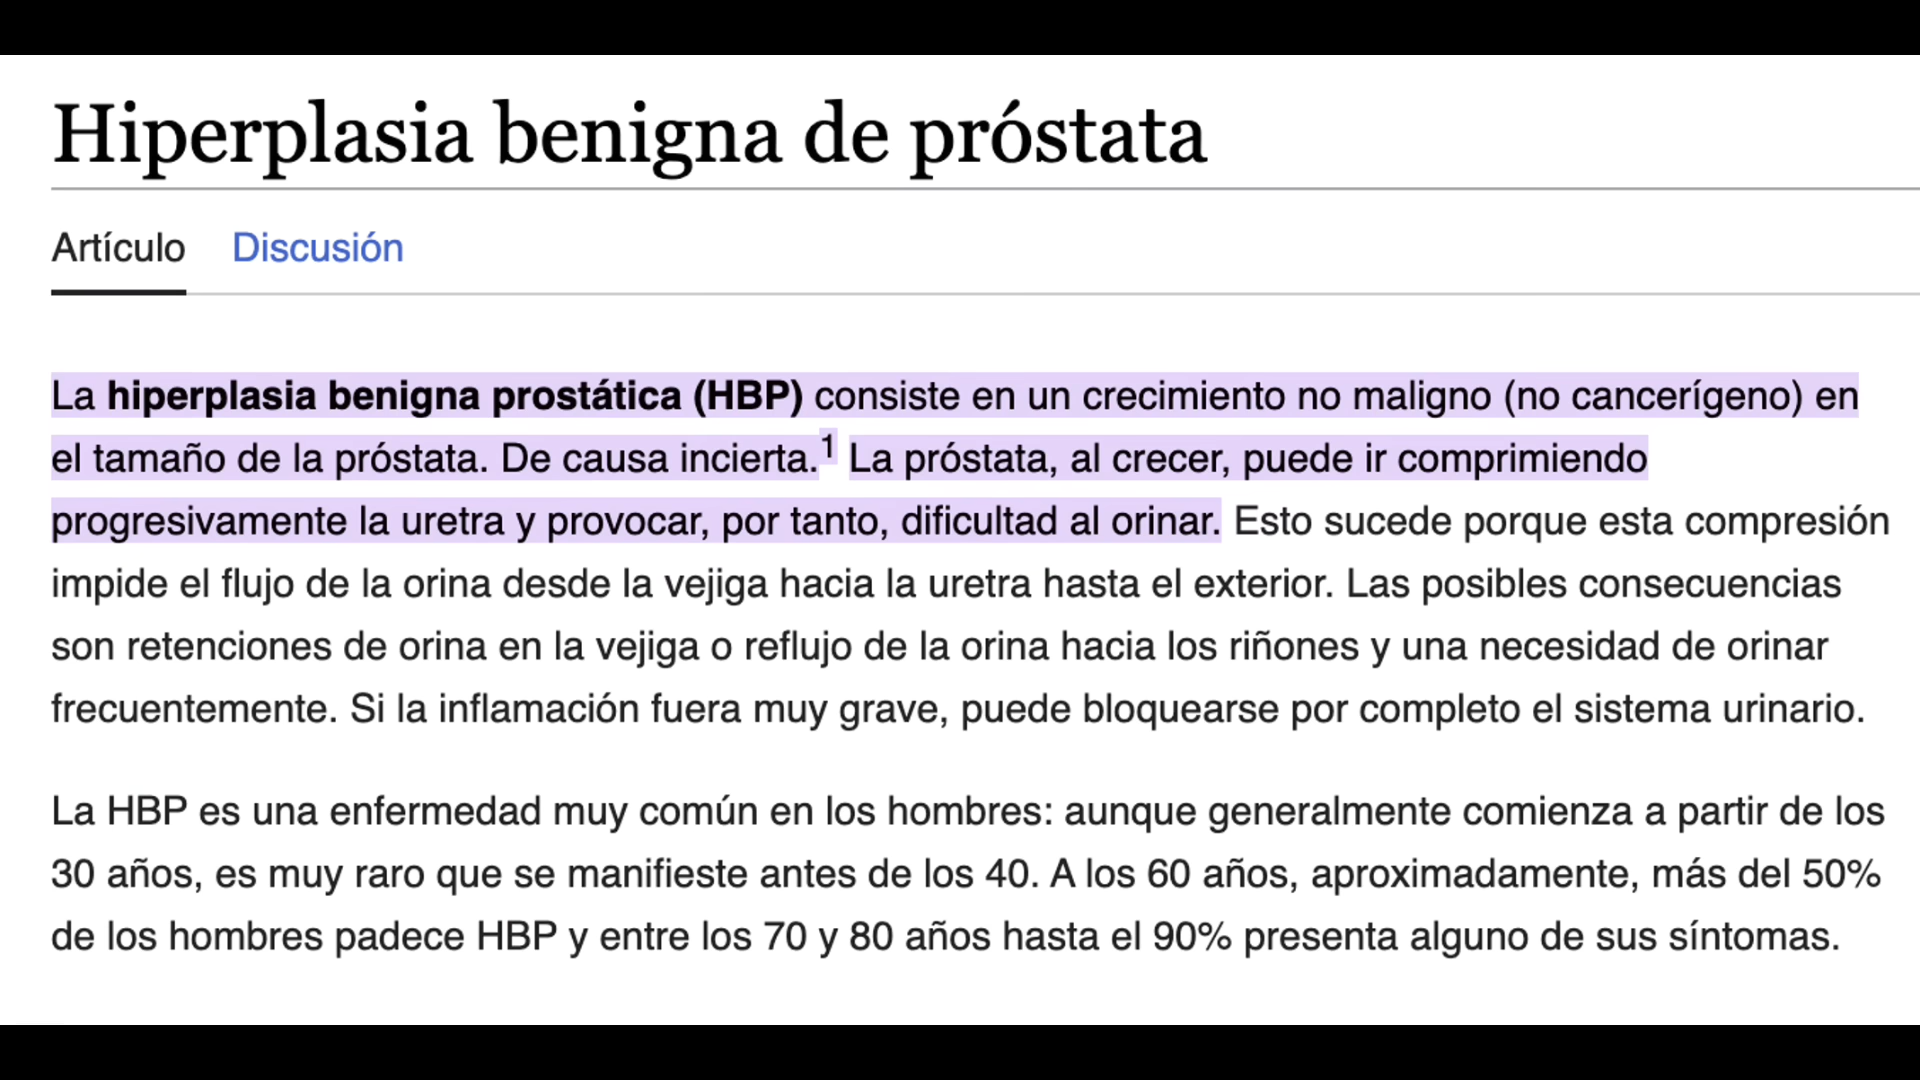 Hiperplasia benigna de próstata
Artículo Discusión
La hiperplasia benigna prostática (HBP) consiste en un crecimiento no maligno (no cancerígeno) en
el tamaño de la próstata. De causa incierta.1 La próstata, al crecer, puede ir comprimiendo
progresivamente la uretra y provocar, por tanto, dificultad al orinar. Esto sucede porque esta compresión
impide el flujo de la orina desde la vejiga hacia la uretra hasta el exterior. Las posibles consecuencias
son retenciones de orina en la vejiga o reflujo de la orina hacia los riñones y una necesidad de orinar
frecuentemente. Si la inflamación fuera muy grave, puede bloquearse por completo el sistema urinario.
La HBP es una enfermedad muy común en los hombres: aunque generalmente comienza a partir de los
30 años, es muy raro que se manifieste antes de los 40. A los 60 años, aproximadamente, más del 50%
de los hombres padece HBP y entre los 70 y 80 años hasta el 90% presenta alguno de sus síntomas.